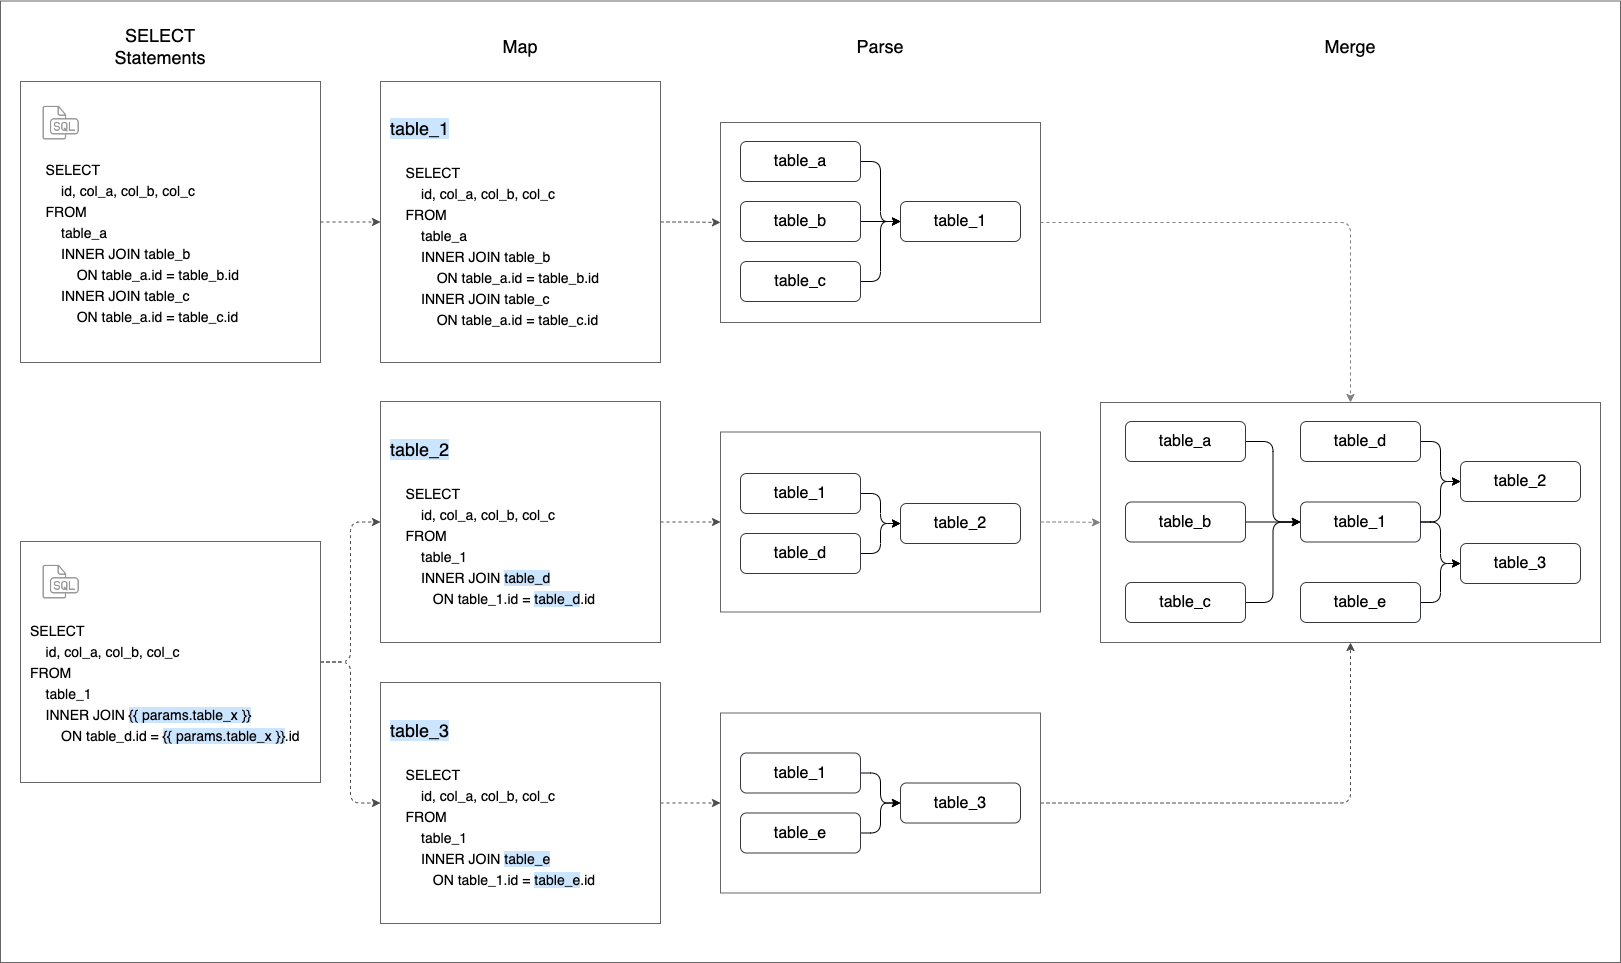 SELECT
Statements
Map
Parse
Merge
SQL
SELECT
id, col_a, col_b, col_c
FROM
table_a
INNER JOIN table_b
ON table_a.id = table_b.id
INNER JOIN table_c
ON table_a.id = table_c.id
table_1
SELECT
id, col_a, col_b, col_c
FROM
table_a
INNER JOIN table_b
ON table_a.id = table_b.id
INNER JOIN table_c
ON table_a.id = table_c.id
table_a
table_b
table_1
table_c
SQL
SELECT
id, col_a, col_b, col_c
FROM
table_1
INNER JOIN {{ params.table_x }}
ON table_d.id = {{ params.table_x }}.id
table_2
SELECT
id, col_a, col_b, col_c
FROM
table_1
INNER JOIN table_d
ON table_1.id = table_d.id
table_1
table_2
table_d
table_3
SELECT
id, col_a, col_b, col_c
FROM
table_1
INNER JOIN table_e
ON table_1.id = table_e.id
table_1
table_3
table_e
table_a
table_d
table_2
table_b
table_1
table_3
table_c
table_e